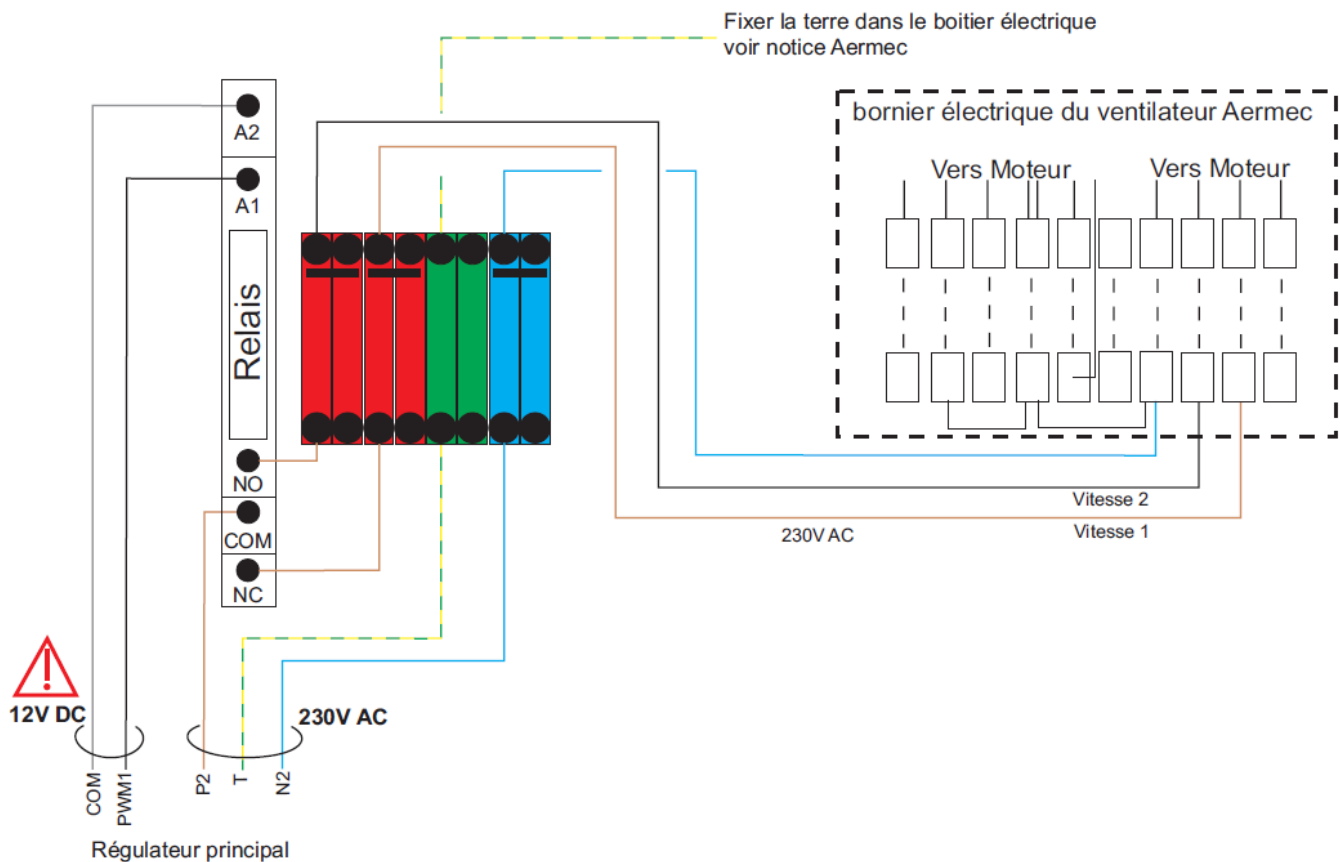 Fixer la terre dans le boitier électrique
voir notice Aermec
bornier électrique du ventilateur Aermec
Vers Moteur
Vers Moteur
A2
A1
Relais
NO
COM
NC
Vitesse 2
230V AC
Vitesse 1
12V DC
230V AC
COM
PWM1
P2
T
N2
Régulateur principal